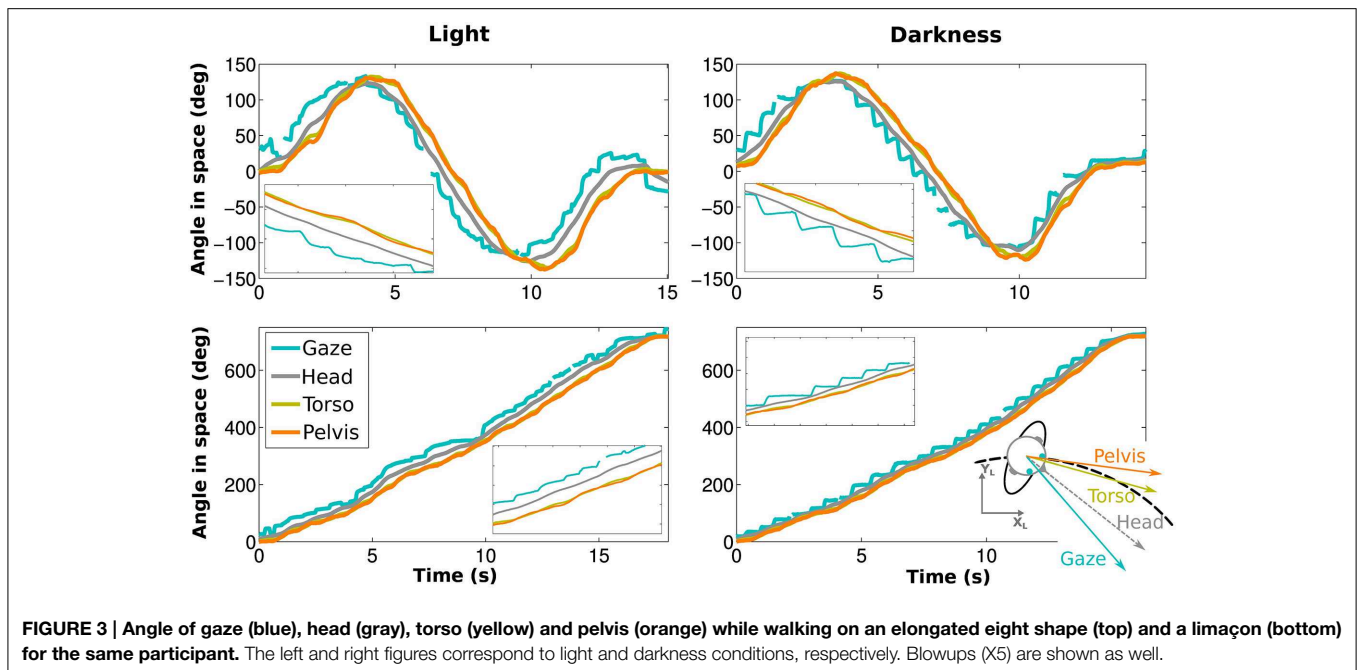 Light
Darkness
Angle in space (deg)
150
100
50
0
−50
−100
−150
0
5
10
15
150
100
50
0
−50
−100
−150
0
5
10
Angle in space (deg)
600
400
200
0
Gaze
Head
Torso
Pelvis
0
5
10
15
Time (s)
600
400
200
0
0
5
10
Time (s)
Y_L
X_L
Pelvis
Torso
Head
Gaze
FIGURE 3 | Angle of gaze (blue), head (gray), torso (yellow) and pelvis (orange) while walking on an elongated eight shape (top) and a limaçon (bottom)
for the same participant. The left and right figures correspond to light and darkness conditions, respectively. Blowups (X5) are shown as well.